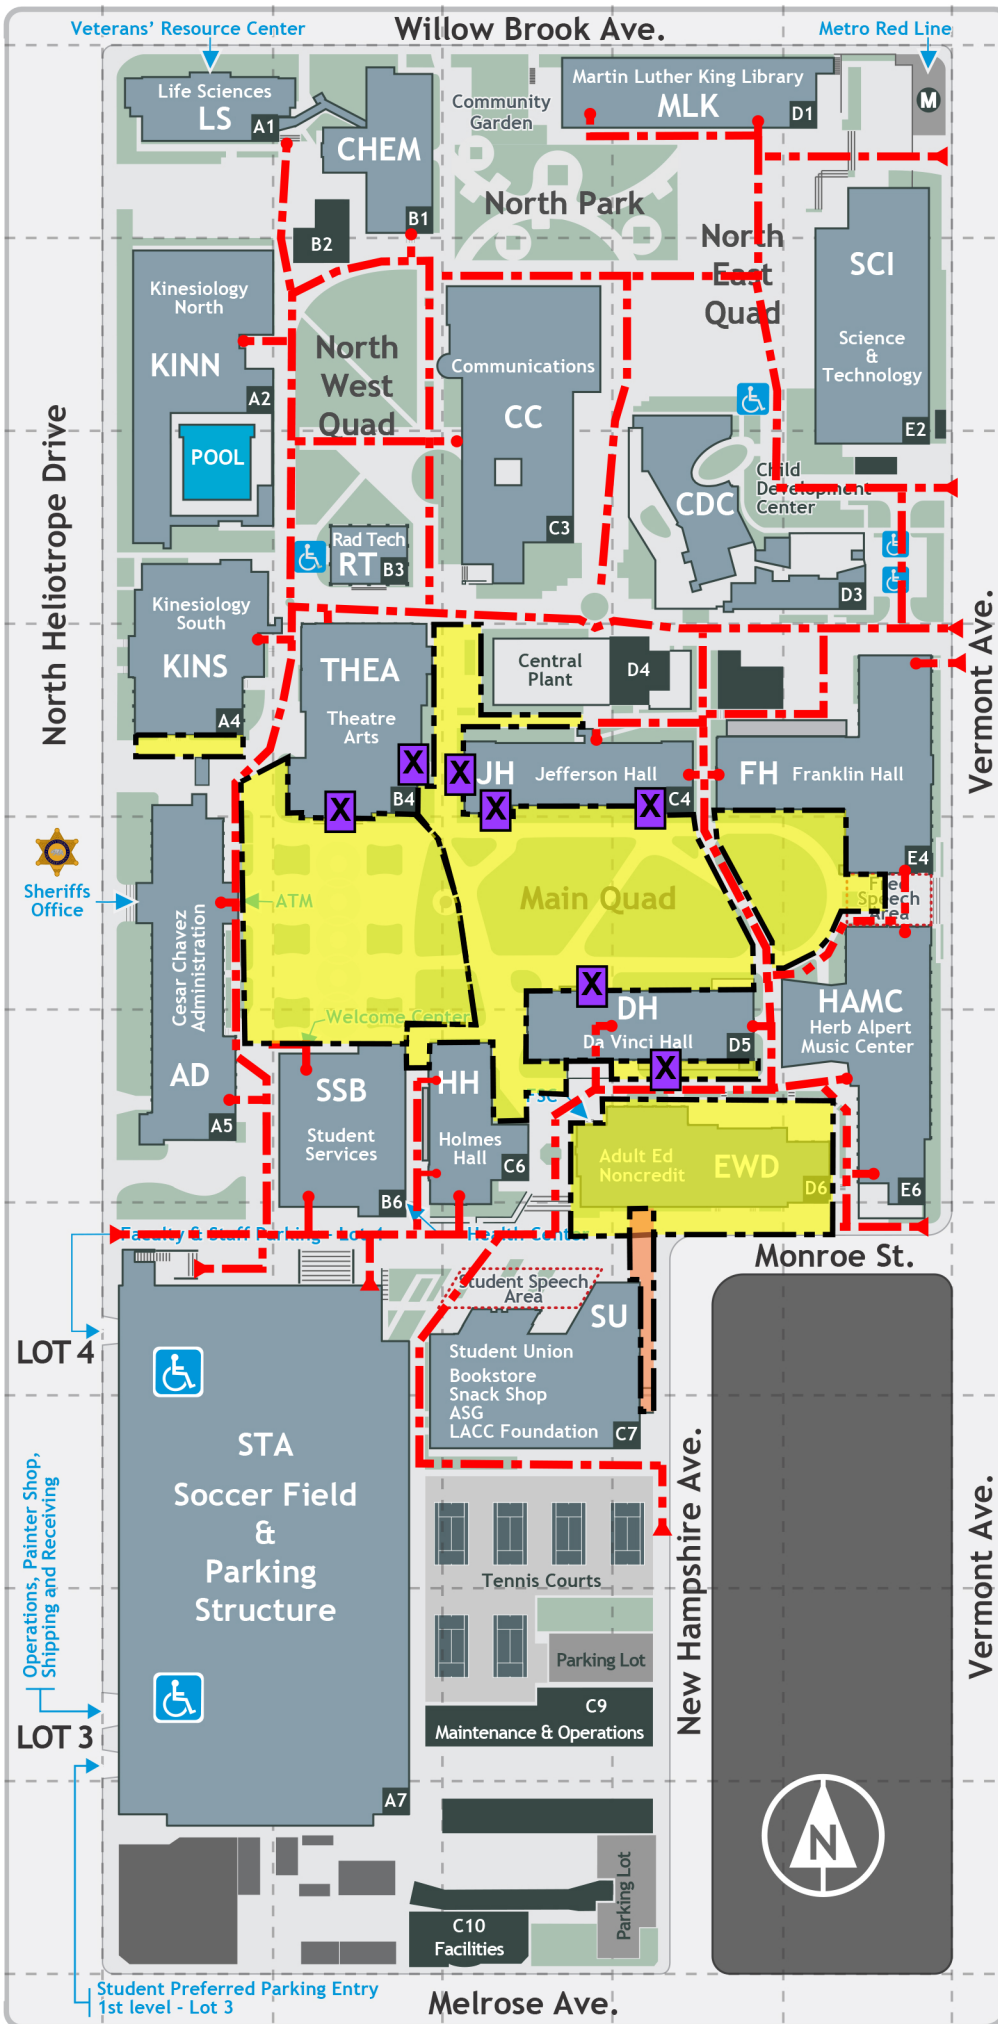 Willow Brook Ave.
Veterans' Resource Center
Metro Red Line
Life Sciences
LS
A1
CHEM
B1
B2
Community
Garden
Martin Luther King Library
MLK
D1
M
North Park
North
East
Quad
SCI
Science
&
Technology
E2
Kinesiology
North
KINN
A2
POOL
North
West
Quad
Communications
CC
C3
CDC
Child
Development
Center
D3
Rad Tech
RT
B3
North Heliotrope Drive
Kinesiology
South
KINS
A4
THEA
Theatre
Arts
B4
Central
Plant
D4
Vermont Ave.
X
X
X
X
JH
Jefferson Hall
C4
FH
Franklin Hall
E4
Sheriffs
Office
ATM
Main Quad
Free
Speech
Area
Cesar Chavez
Administration
AD
A5
Welcome Center
X
DH
Da Vinci Hall
D5
X
HAMC
Herb Alpert
Music Center
E6
SSB
Student
Services
B6
HH
Holmes
Hall
C6
FSC
Adult Ed
Noncredit
EWD
D6
Faculty & Staff Parking - Lot 4
Health Center
Monroe St.
Student Speech
Area
SU
Student Union
Bookstore
Snack Shop
ASG
LACC Foundation
C7
LOT 4
STA
Soccer Field
&
Parking
Structure
A7
Operations, Painter Shop,
Shipping and Receiving
LOT 3
Tennis Courts
Parking Lot
C9
Maintenance & Operations
New Hampshire Ave.
Vermont Ave.
N
Parking Lot
C10
Facilities
Student Preferred Parking Entry
1st level - Lot 3
Melrose Ave.